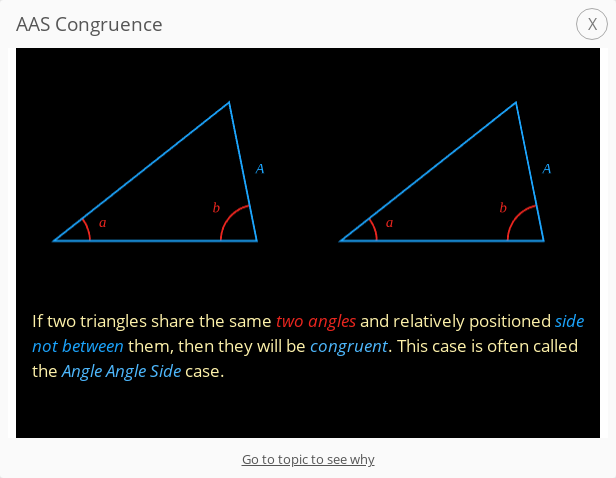 AAS Congruence
X
A
b
a
A
b
a
If two triangles share the same two angles and relatively positioned side
not between them, then they will be congruent. This case is often called
the Angle Angle Side case.
Go to topic to see why